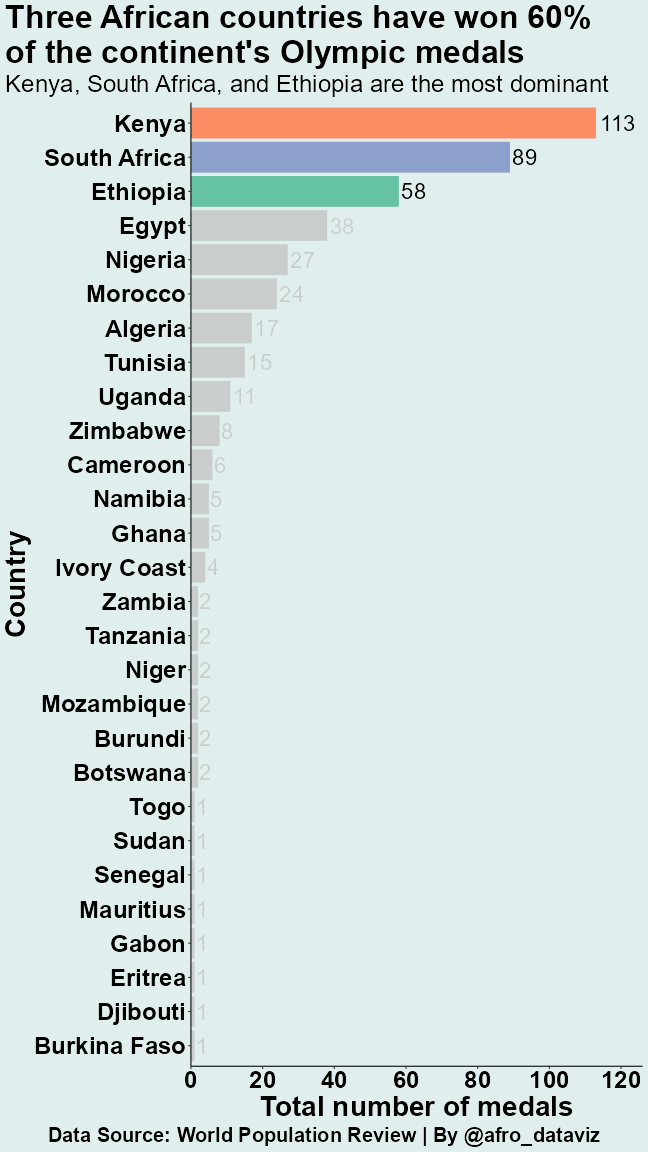 Three African countries have won 60%
of the continent's Olympic medals
Kenya, South Africa, and Ethiopia are the most dominant
Kenya 113
South Africa 89
Ethiopia 58
Egypt 38
Nigeria 27
Morocco 24
Algeria 17
Tunisia 15
Uganda 11
Zimbabwe 8
Cameroon 6
Namibia 5
Ghana 5
Ivory Coast 4
Country
Zambia 2
Tanzania 2
Niger 2
Mozambique 2
Burundi 2
Botswana 2
Togo 1
Sudan 1
Senegal 1
Mauritius 1
Gabon 1
Eritrea 1
Djibouti 1
Burkina Faso 1
0 20 40 60 80 100 120
Total number of medals
Data Source: World Population Review | By @afro_dataviz